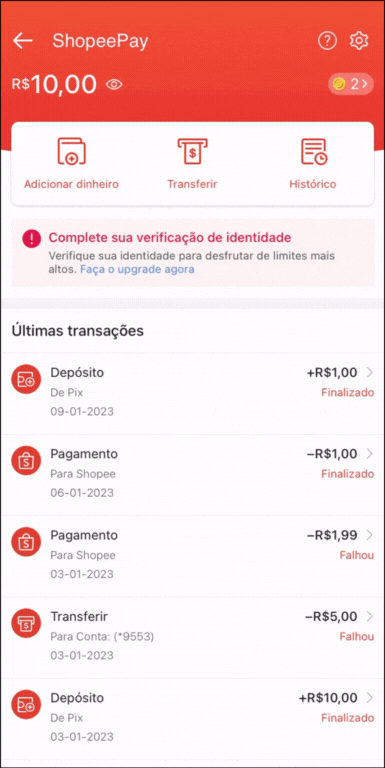 ShopeePay
R$10,00
2
Adicionar dinheiro
Transferir
Histórico
Complete sua verificação de identidade
Verifique sua identidade para desfrutar de limites mais
altos. Faça o upgrade agora
Últimas transações
Depósito +R$1,00
De Pix Finalizado
09-01-2023
Pagamento −R$1,00
Para Shopee Finalizado
06-01-2023
Pagamento −R$1,99
Para Shopee Falhou
03-01-2023
Transferir −R$5,00
Para Conta: (*9553) Falhou
03-01-2023
Depósito +R$10,00
De Pix Finalizado
03-01-2023